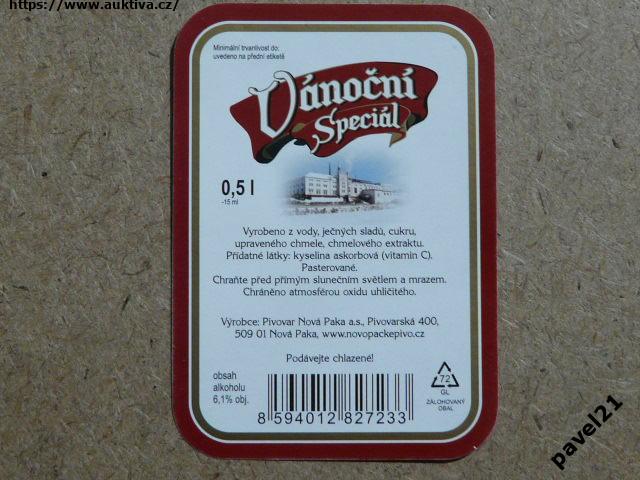 https://www.auktiva.cz/
Minimální trvanlivost do:
uvedeno na přední etiketě
Vánoční
Speciál
0,5 l
-15 ml
Vyrobeno z vody, ječných sladů, cukru,
upraveného chmele, chmelového extraktu.
Přídatné látky: kyselina askorbová (vitamin C).
Pasterované.
Chraňte před přímým slunečním světlem a mrazem.
Chráněno atmosférou oxidu uhličitého.
Výrobce: Pivovar Nová Paka a.s., Pivovarská 400,
509 01 Nová Paka, www.novopackepivo.cz
Podávejte chlazené!
obsah
alkoholu
6,1% obj.
8 594012 827233
72
GL
ZÁLOHOVANÝ
OBAL
pavel21